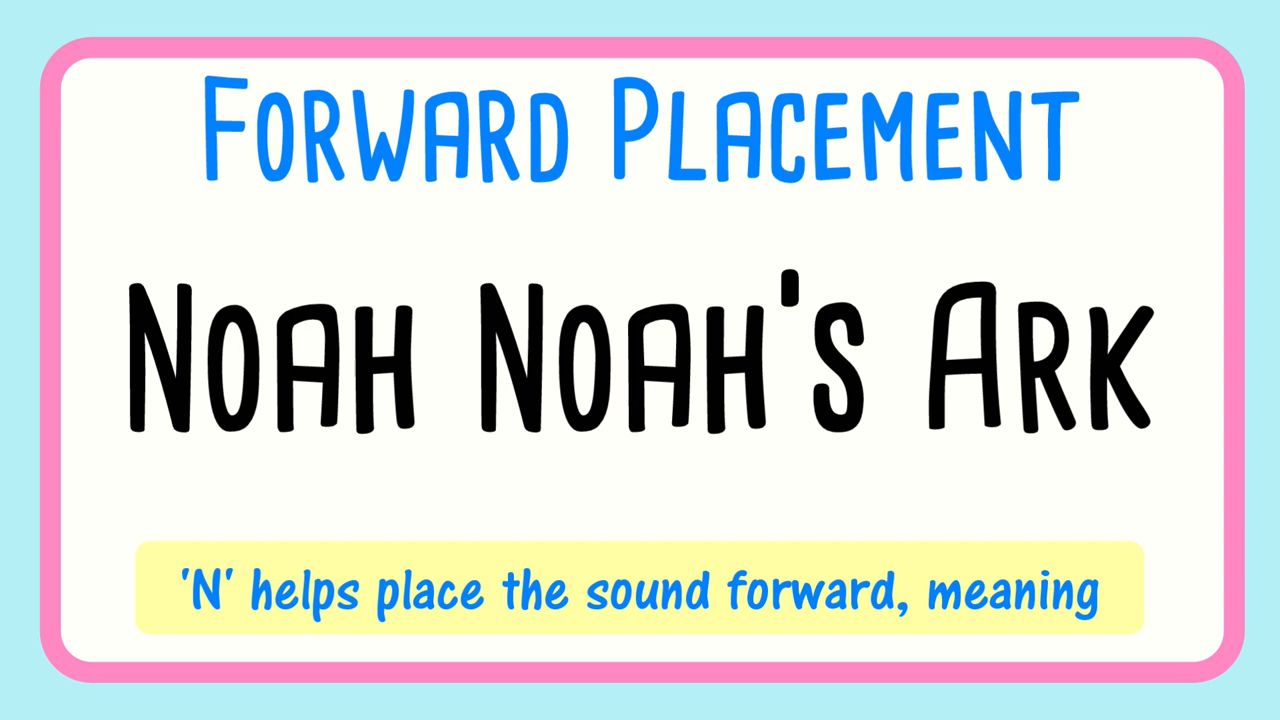 Forward Placement
Noah Noah's Ark
'N' helps place the sound forward, meaning